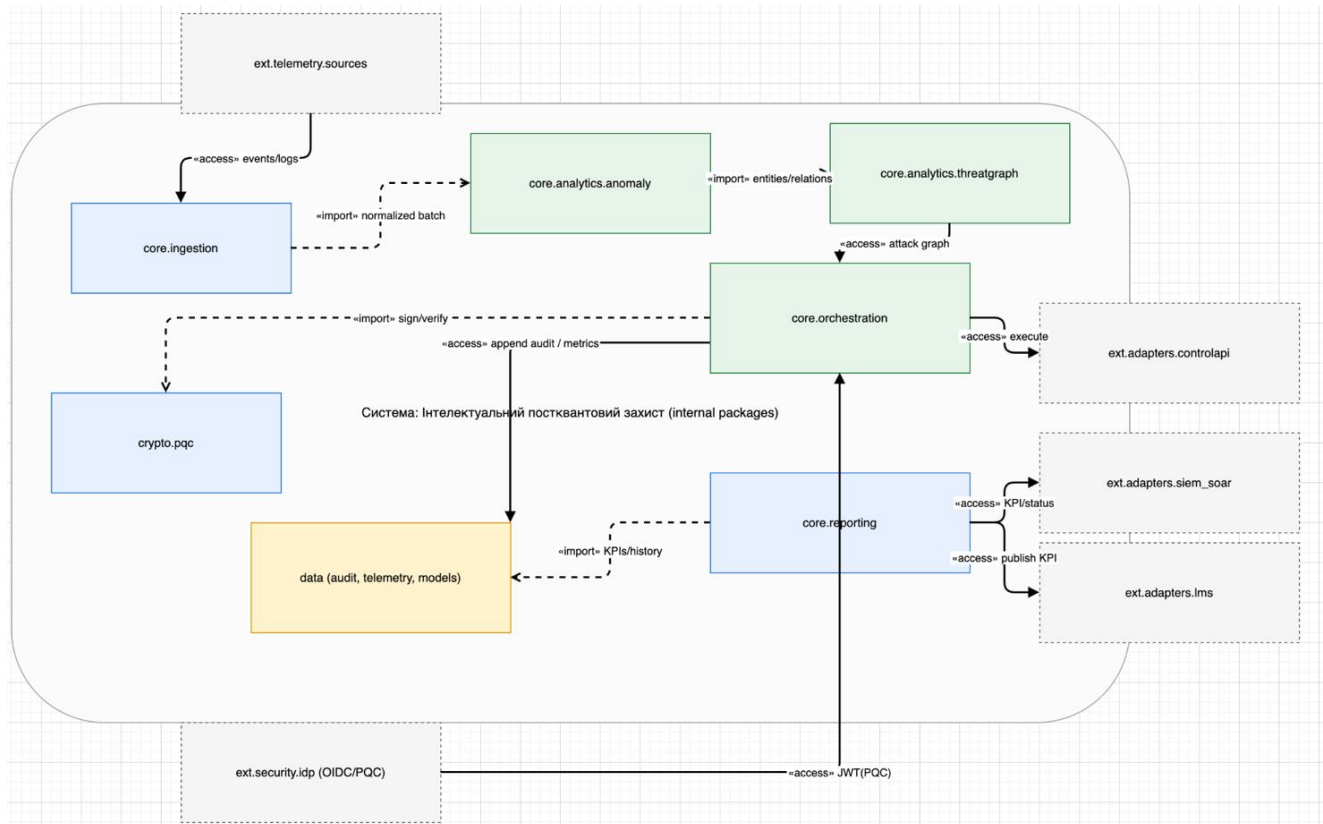 ext.telemetry.sources
«access» events/logs
core.analytics.anomaly
«import» entities/relations
core.analytics.threatgraph
«import» normalized batch
core.ingestion
«access» attack graph
«import» sign/verify
core.orchestration
«access» execute
«access» append audit / metrics
ext.adapters.controlapi
Система: Інтелектуальний постквантовий захист (internal packages)
crypto.pqc
ext.adapters.siem_soar
«access» KPI/status
core.reporting
«import» KPIs/history
«access» publish KPI
data (audit, telemetry, models)
ext.adapters.lms
ext.security.idp (OIDC/PQC)
«access» JWT(PQC)